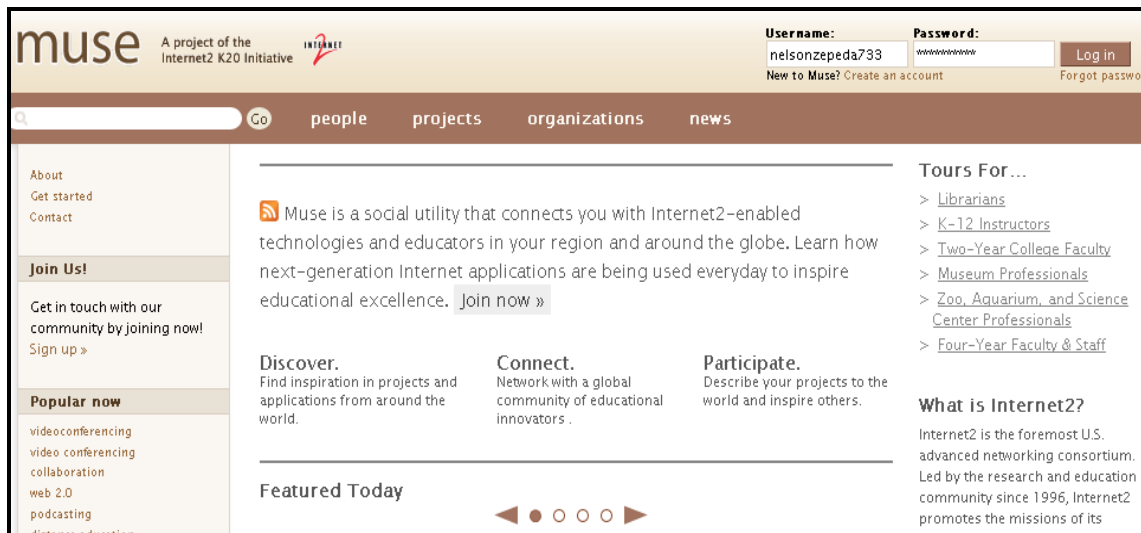 muse
A project of the
Internet2 K20 Initiative
INTERNET
2
Username:
Password:
nelsonzepeda733
**********
Log in
New to Muse? Create an account
Forgot passwo
Go
people
projects
organizations
news
About
Get started
Contact
Join Us!
Get in touch with our
community by joining now!
Sign up »
Popular now
videoconferencing
video conferencing
collaboration
web 2.0
podcasting
distance education
Muse is a social utility that connects you with Internet2-enabled
technologies and educators in your region and around the globe. Learn how
next-generation Internet applications are being used everyday to inspire
educational excellence. Join now »
Discover.
Find inspiration in projects and
applications from around the
world.
Connect.
Network with a global
community of educational
innovators .
Participate.
Describe your projects to the
world and inspire others.
Featured Today
Tours For...
> Librarians
> K-12 Instructors
> Two-Year College Faculty
> Museum Professionals
> Zoo, Aquarium, and Science
Center Professionals
> Four-Year Faculty & Staff
What is Internet2?
Internet2 is the foremost U.S.
advanced networking consortium.
Led by the research and education
community since 1996, Internet2
promotes the missions of its